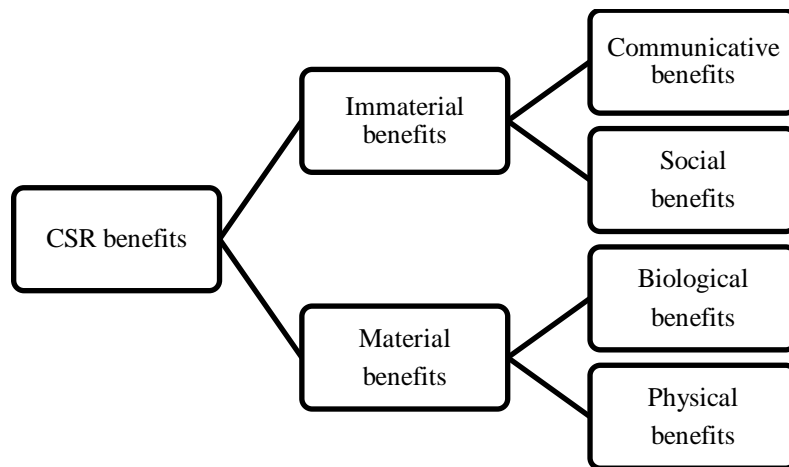 Communicative
benefits
Immaterial
benefits
Social
benefits
CSR benefits
Biological
benefits
Material
benefits
Physical
benefits